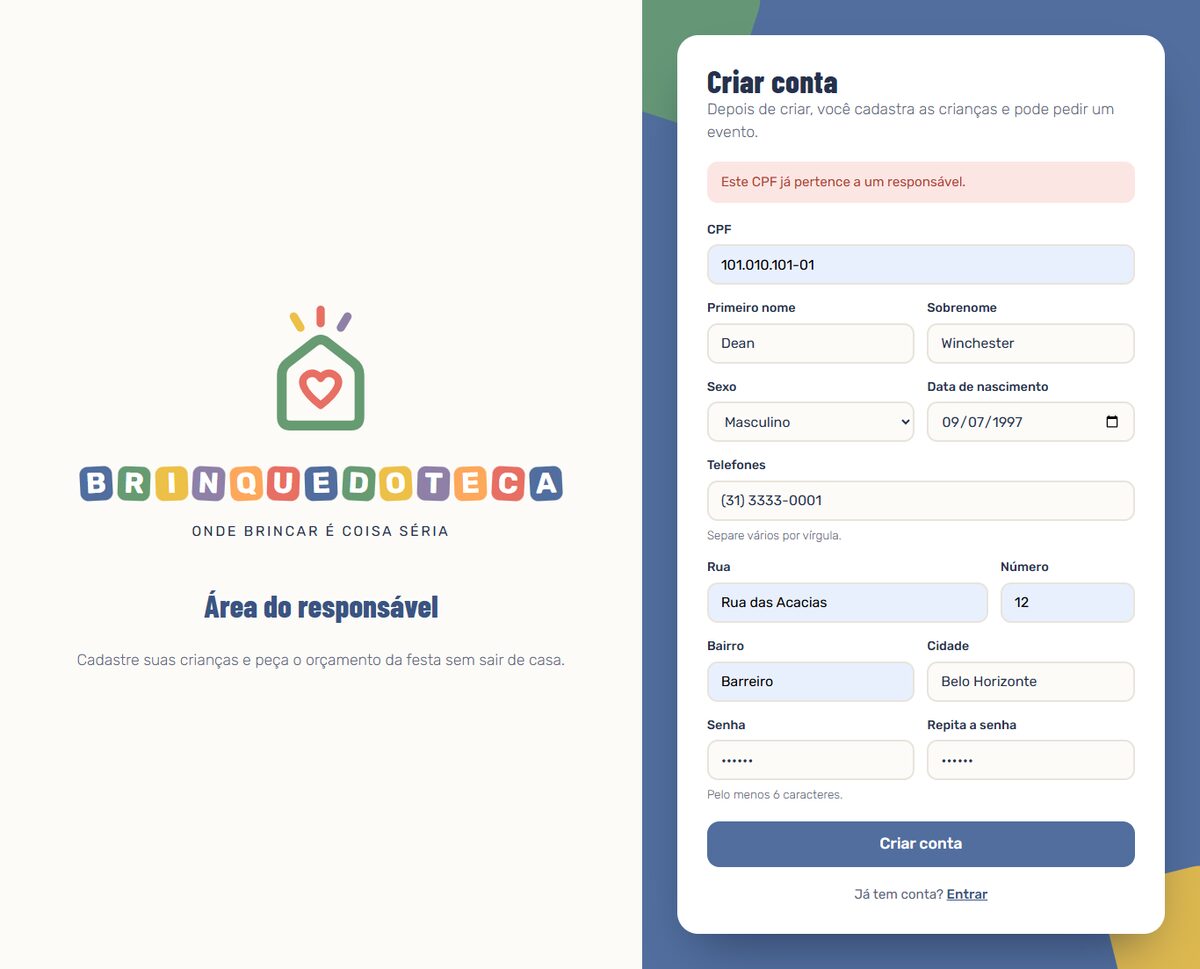 BRINQUEDOTECA
ONDE BRINCAR É COISA SÉRIA
Área do responsável
Cadastre suas crianças e peça o orçamento da festa sem sair de casa.
Criar conta
Depois de criar, você cadastra as crianças e pode pedir um
evento.
Este CPF já pertence a um responsável.
CPF
101.010.101-01
Primeiro nome
Sobrenome
Dean
Winchester
Sexo
Data de nascimento
Masculino
09/07/1997
Telefones
(31) 3333-0001
Separe vários por vírgula.
Rua
Número
Rua das Acacias
12
Bairro
Cidade
Barreiro
Belo Horizonte
Senha
Repita a senha
••••••
••••••
Pelo menos 6 caracteres.
Criar conta
Já tem conta? Entrar